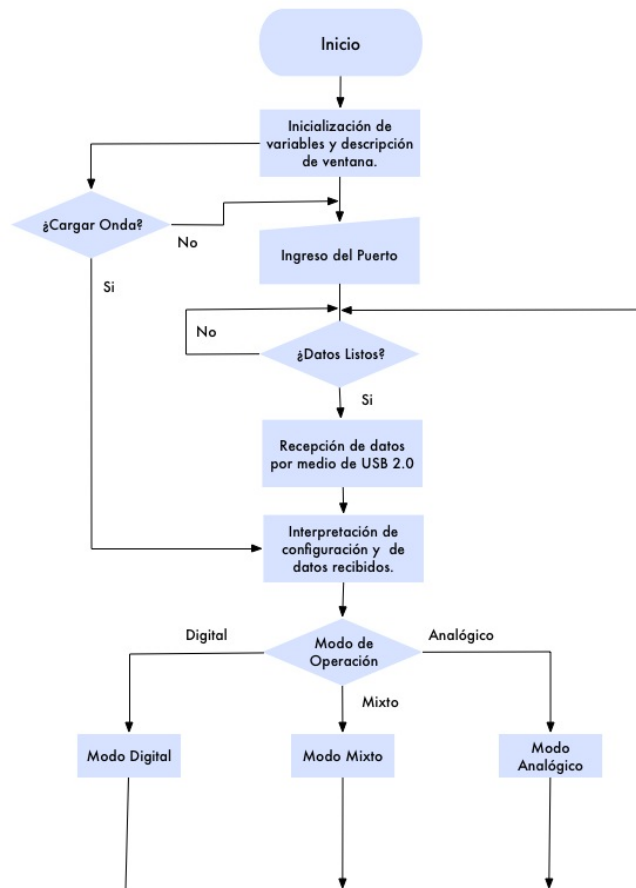 Inicio
Inicialización de
variables y descripción
de ventana.
¿Cargar Onda?
No
Ingreso del Puerto
Si
No
¿Datos Listos?
Si
Recepción de datos
por medio de USB 2.0
Interpretación de
configuración y  de
datos recibidos.
Digital
Modo de
Operación
Analógico
Mixto
Modo Digital
Modo Mixto
Modo
Analógico